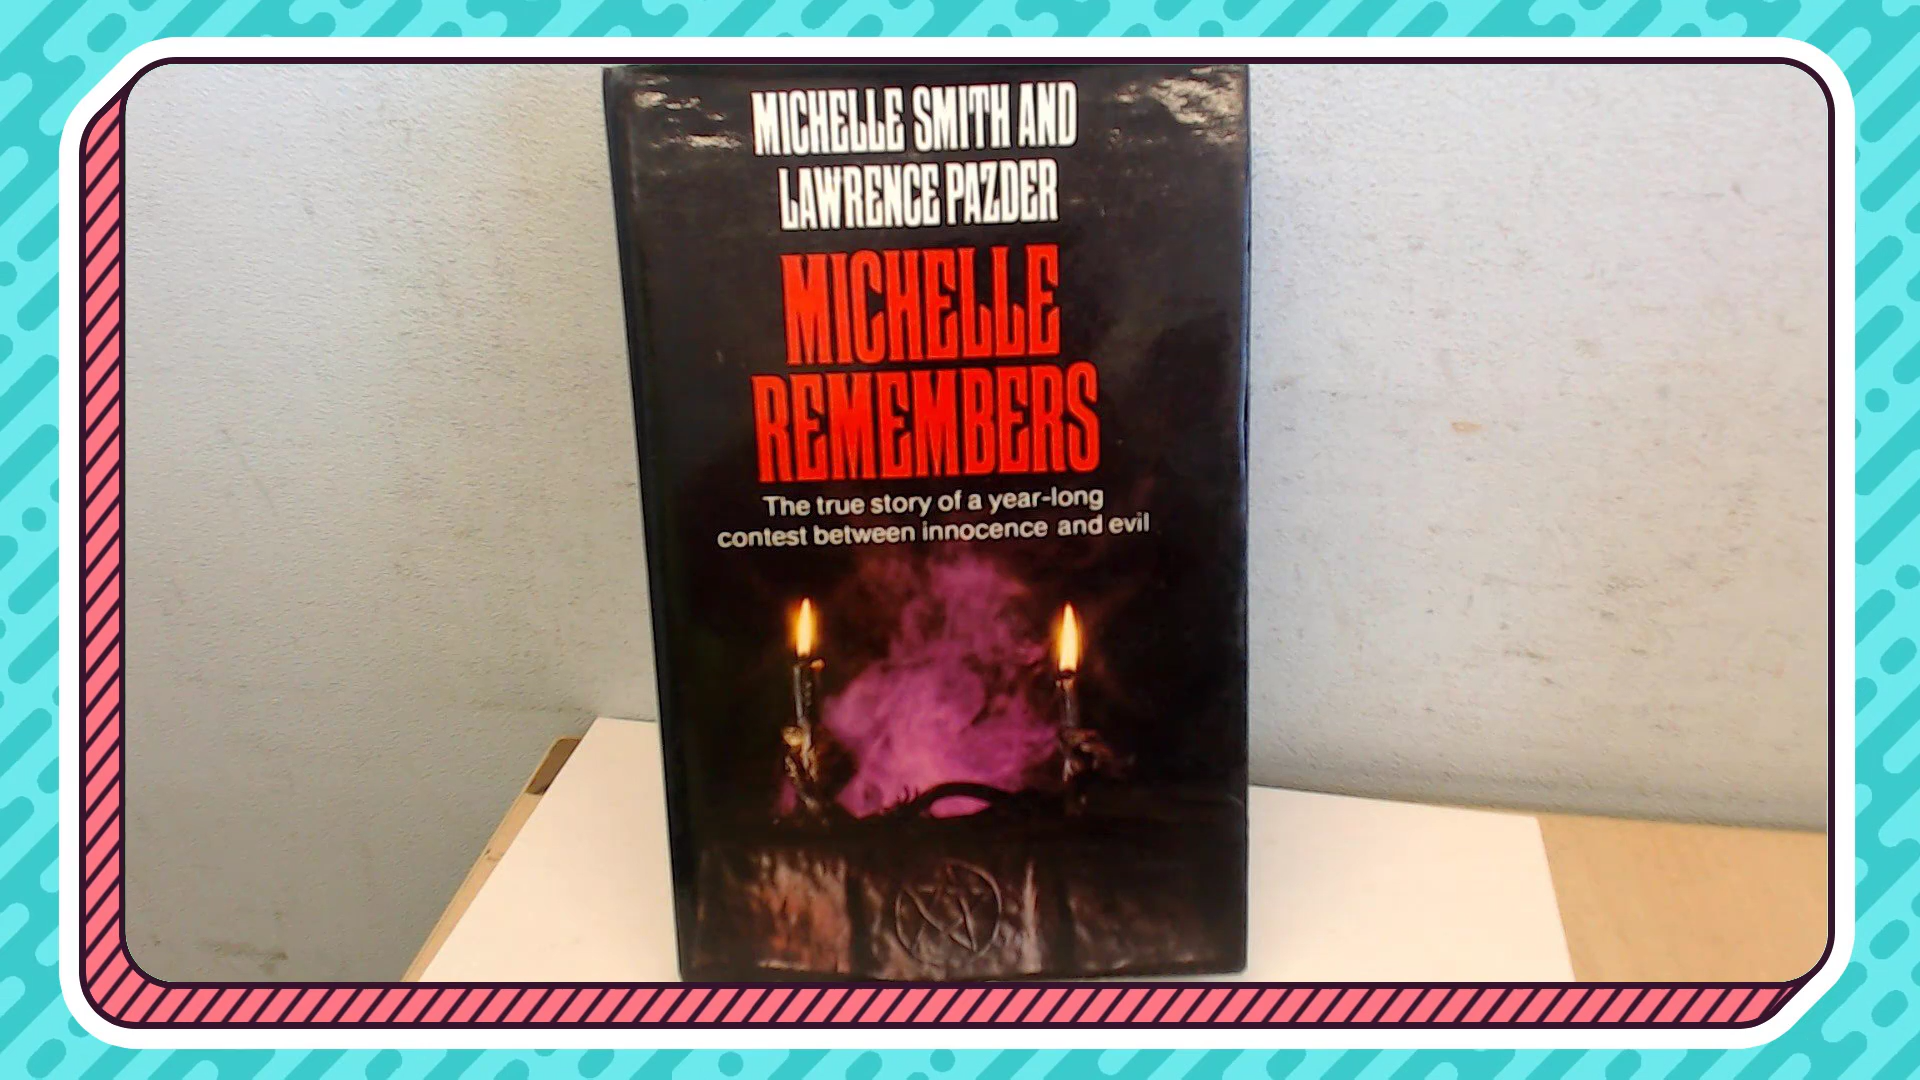 MICHELLE SMITH AND
LAWRENCE PAZDER
MICHELLE
REMEMBERS
The true story of a year-long
contest between innocence and evil